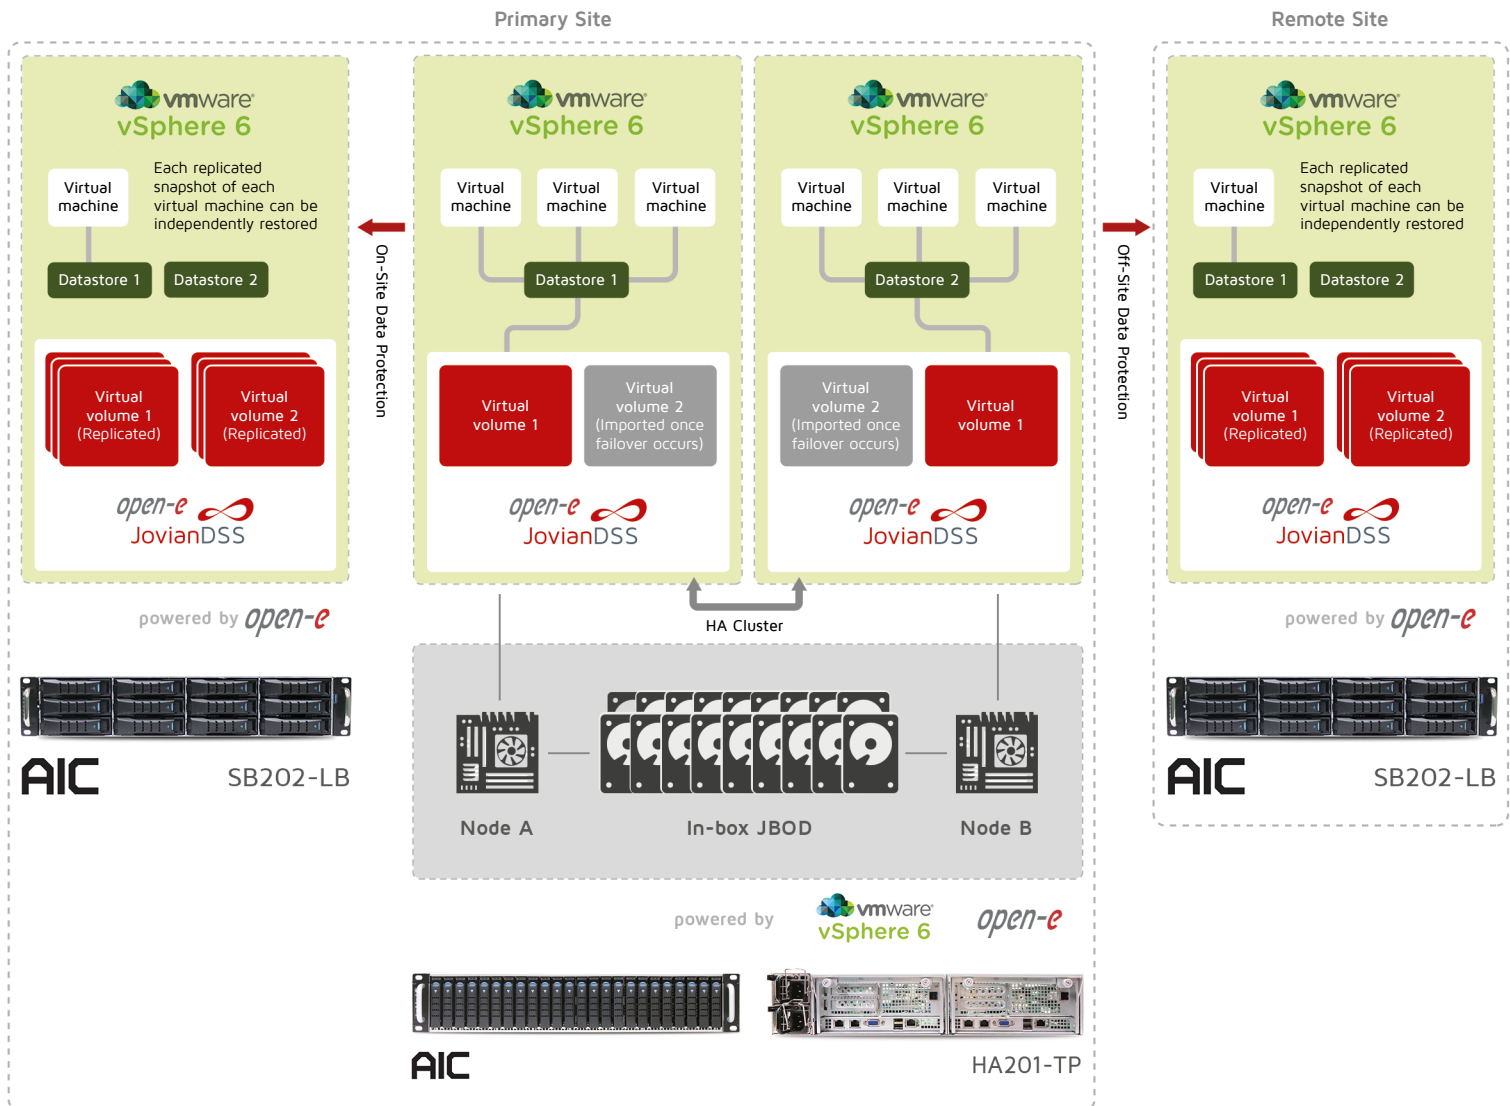 Primary Site
Remote Site
vmware®
vSphere 6
Virtual
machine
Each replicated
snapshot of each
virtual machine can be
independently restored
Datastore 1
Datastore 2
Virtual
volume 1
(Replicated)
Virtual
volume 2
(Replicated)
open-e
JovianDSS
powered by open-e
AIC
SB202-LB
On-Site Data Protection
vmware®
vSphere 6
Virtual
machine
Virtual
machine
Virtual
machine
Datastore 1
Virtual
volume 1
Virtual
volume 2
(Imported once
failover occurs)
open-e
JovianDSS
vmware®
vSphere 6
Virtual
machine
Virtual
machine
Virtual
machine
Datastore 2
Virtual
volume 2
(Imported once
failover occurs)
Virtual
volume 1
open-e
JovianDSS
HA Cluster
Node A
In-box JBOD
Node B
powered by
vmware®
vSphere 6
open-e
AIC
HA201-TP
Off-Site Data Protection
vmware®
vSphere 6
Virtual
machine
Each replicated
snapshot of each
virtual machine can be
independently restored
Datastore 1
Datastore 2
Virtual
volume 1
(Replicated)
Virtual
volume 2
(Replicated)
open-e
JovianDSS
powered by open-e
AIC
SB202-LB